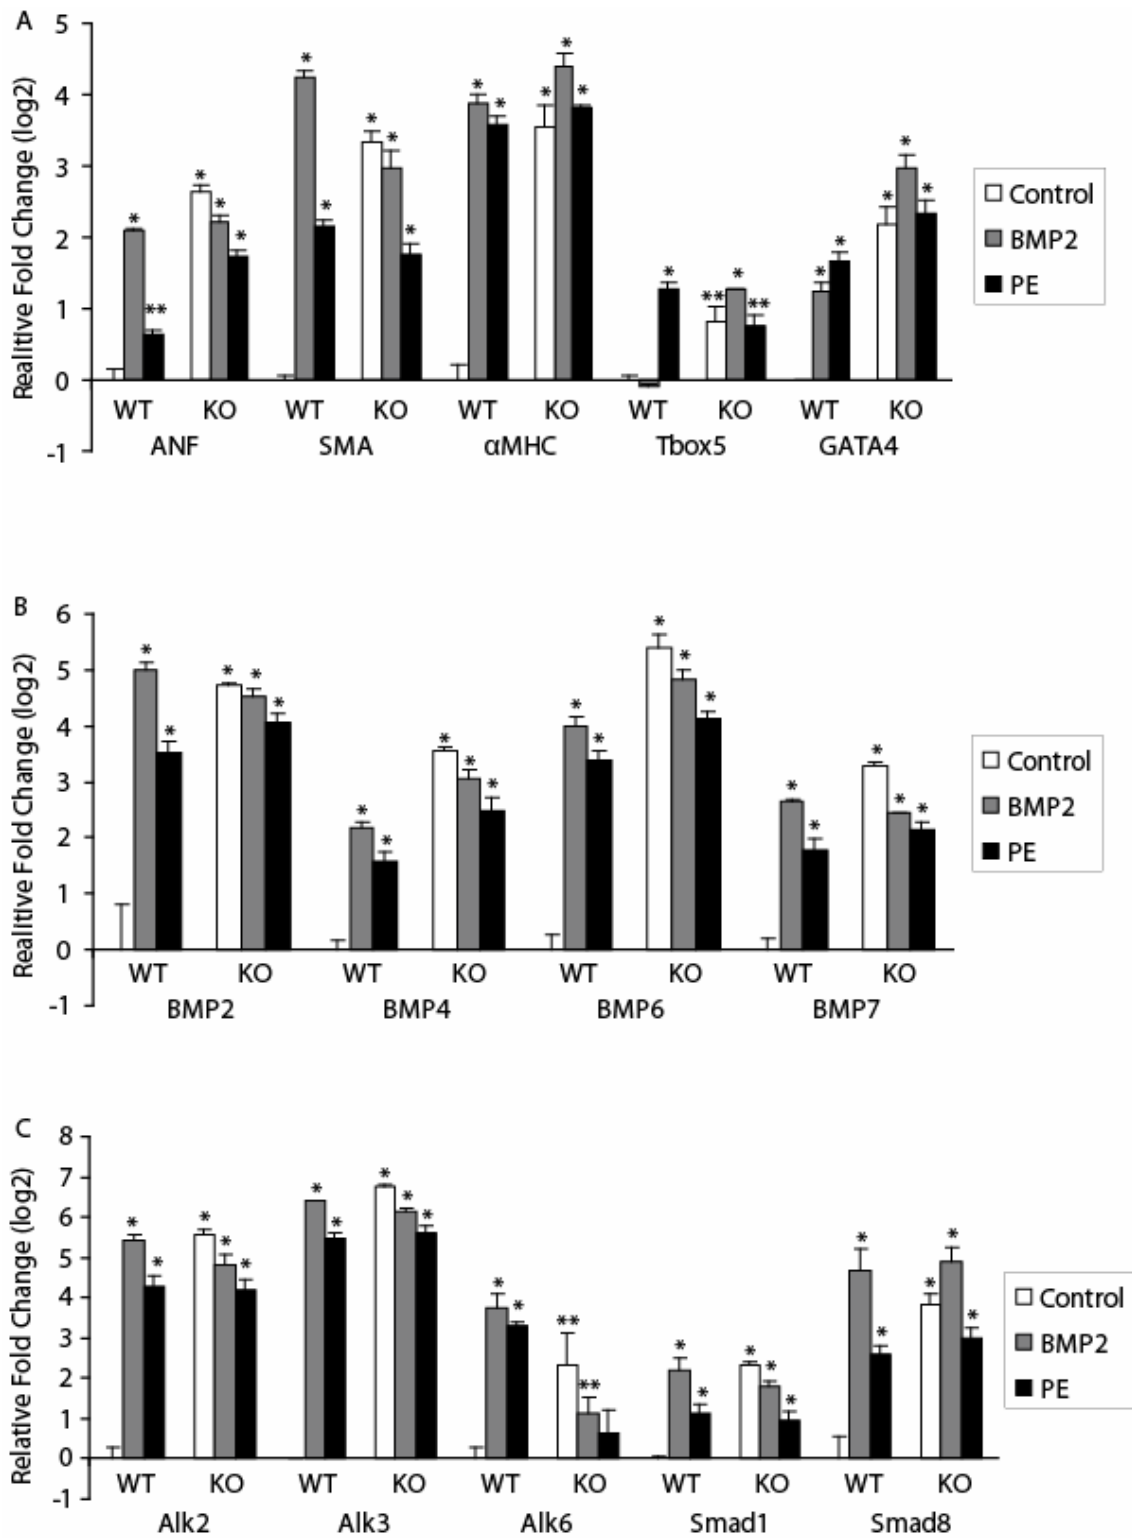 A
Realitive Fold Change (log2)
5
4
3
2
1
0
-1
* ** * * * * * * * * * * * * * * * ** * ** * * * * *
WT KO WT KO WT KO WT KO WT KO
ANF SMA αMHC Tbox5 GATA4
Control
BMP2
PE
B
Realitive Fold Change (log2)
6
5
4
3
2
1
0
-1
* * * * * * * * * * * * * * * * * * * *
WT KO WT KO WT KO WT KO
BMP2 BMP4 BMP6 BMP7
Control
BMP2
PE
C
Relative Fold Change (log2)
8
7
6
5
4
3
2
1
0
-1
* * * * * * * * * * * * ** ** * * * * * * * * * *
WT KO WT KO WT KO WT KO WT KO
Alk2 Alk3 Alk6 Smad1 Smad8
Control
BMP2
PE